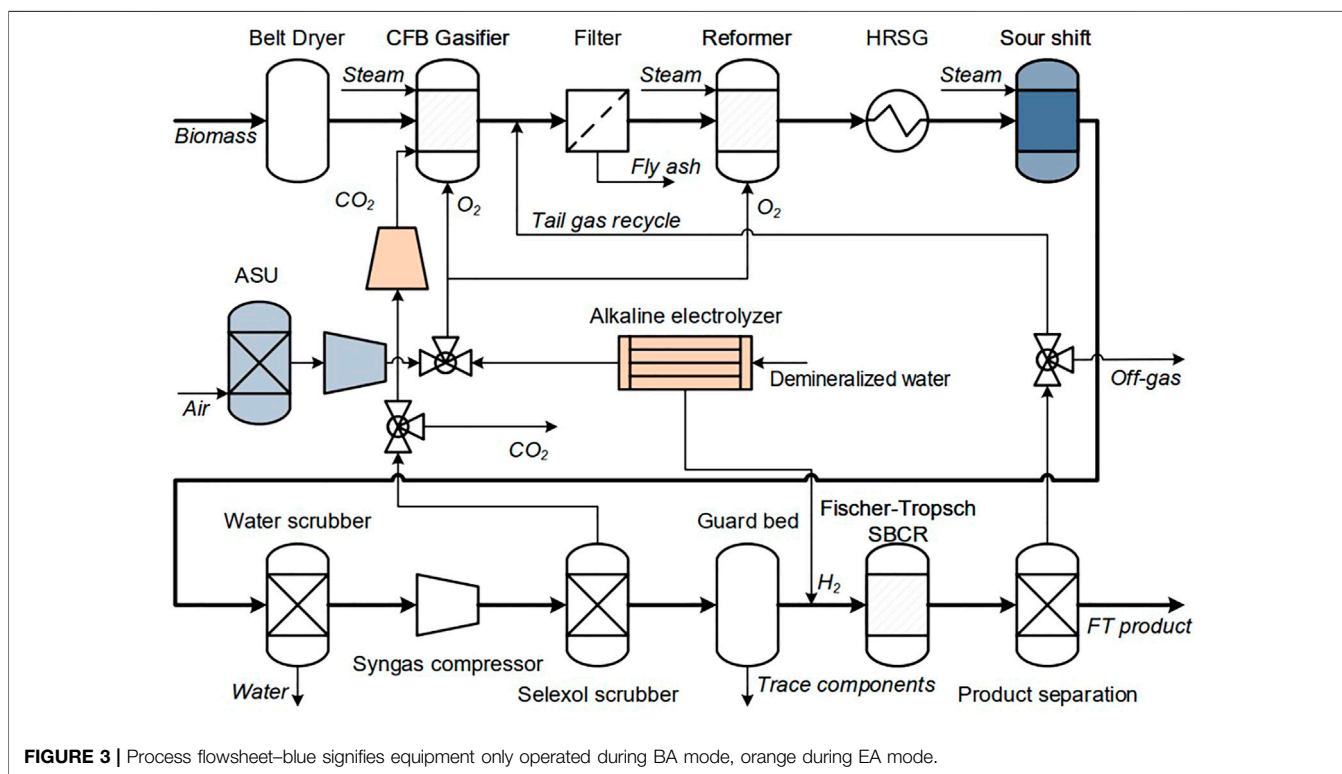 Belt Dryer
CFB Gasifier
Filter
Reformer
HRSG
Sour shift
Steam
Steam
Steam
Biomass
Fly ash
CO2
O2
O2
Tail gas recycle
ASU
Alkaline electrolyzer
Demineralized water
Off-gas
Air
CO2
Water scrubber
Guard bed
Fischer-Tropsch
SBCR
H2
FT product
Syngas compressor
Water
Selexol scrubber
Trace components
Product separation
FIGURE 3 | Process flowsheet–blue signifies equipment only operated during BA mode, orange during EA mode.